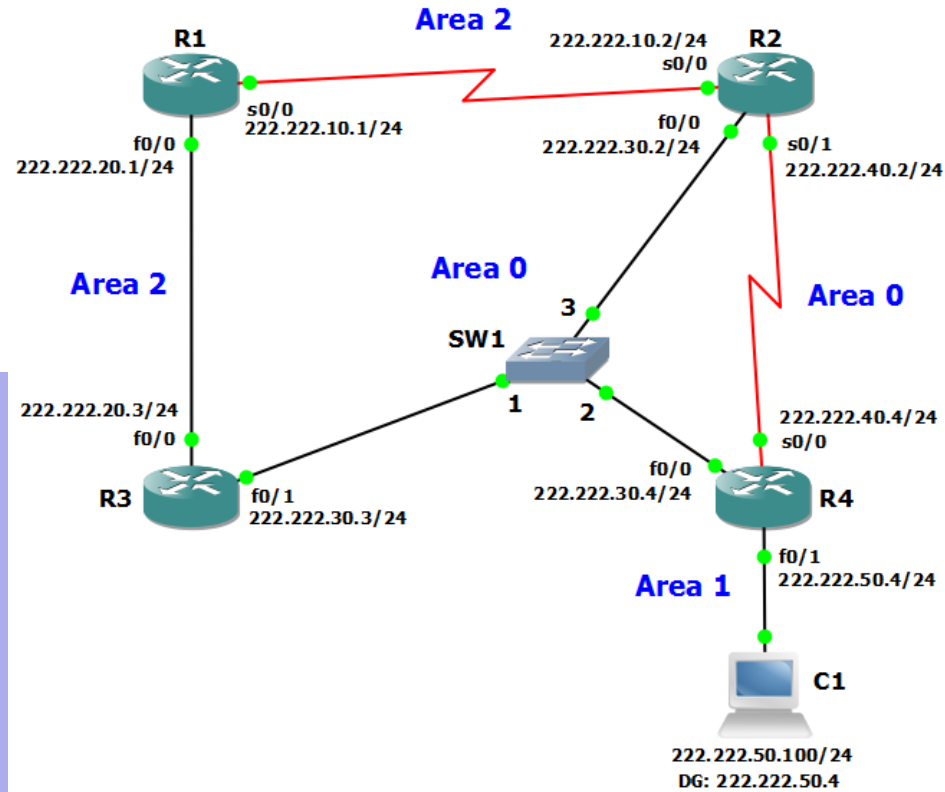 Area 2
R1
222.222.10.2/24
s0/0
R2
s0/0
222.222.10.1/24
f0/0
222.222.20.1/24
f0/0
222.222.30.2/24
s0/1
222.222.40.2/24
Area 2
Area 0
Area 0
3
SW1
1
2
222.222.20.3/24
f0/0
222.222.40.4/24
s0/0
R3
f0/1
222.222.30.3/24
f0/0
222.222.30.4/24
R4
f0/1
222.222.50.4/24
Area 1
C1
222.222.50.100/24
DG: 222.222.50.4